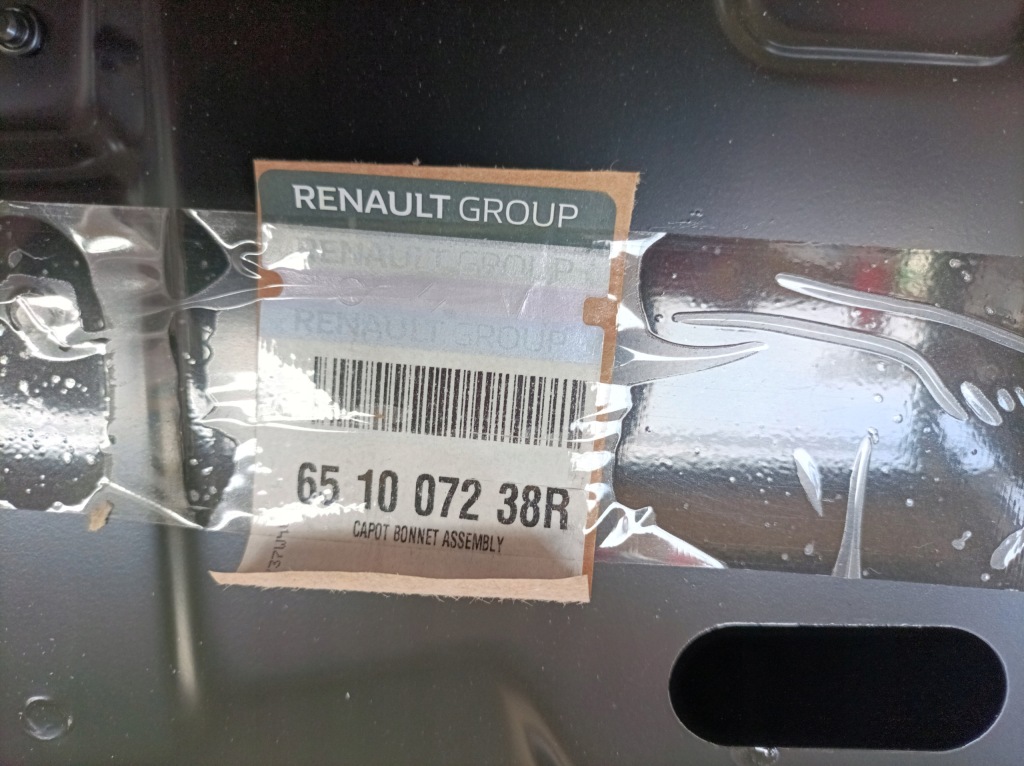 RENAULT GROUP
RENAULT GROUP
RENAULT GROUP
65 10 072 38R
CAPOT BONNET ASSEMBLY